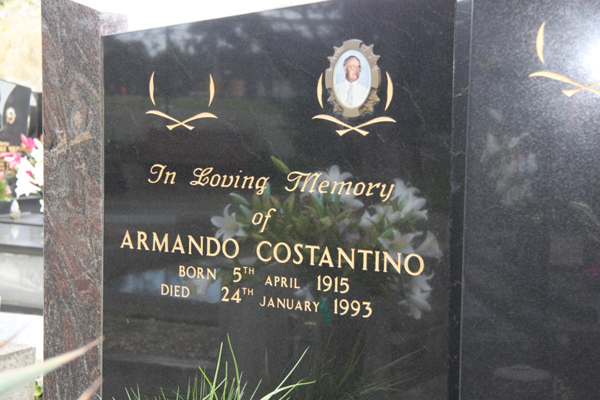 In Loving Memory
of
ARMANDO COSTANTINO
BORN 5TH APRIL 1915
DIED 24TH JANUARY 1993